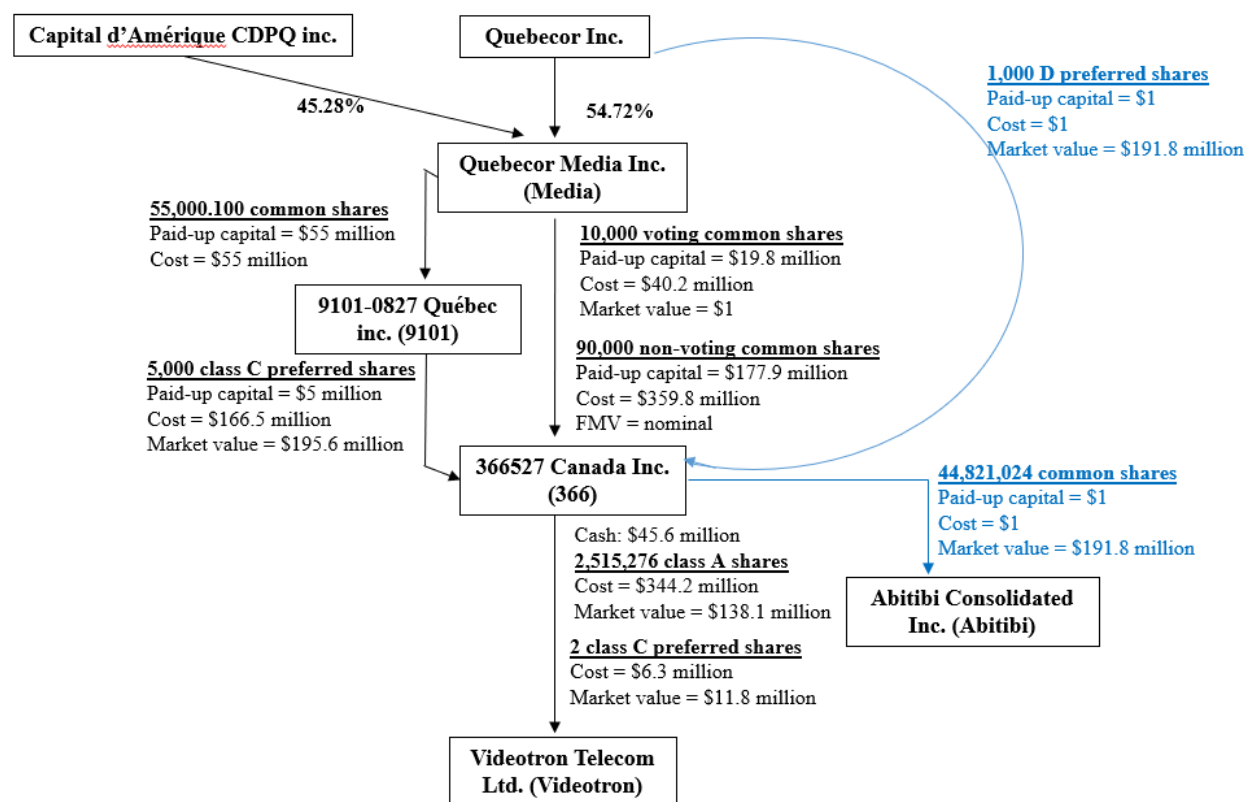 Capital d’Amérique CDPQ inc.
Quebecor Inc.
1,000 D preferred shares
Paid-up capital = $1
Cost = $1
Market value = $191.8 million
45.28%
54.72%
Quebecor Media Inc.
(Media)
55,000.100 common shares
Paid-up capital = $55 million
Cost = $55 million
10,000 voting common shares
Paid-up capital = $19.8 million
Cost = $40.2 million
Market value = $1
9101-0827 Québec
inc. (9101)
90,000 non-voting common shares
Paid-up capital = $177.9 million
Cost = $359.8 million
FMV = nominal
5,000 class C preferred shares
Paid-up capital = $5 million
Cost = $166.5 million
Market value = $195.6 million
366527 Canada Inc.
(366)
44,821,024 common shares
Paid-up capital = $1
Cost = $1
Market value = $191.8 million
Cash: $45.6 million
2,515,276 class A shares
Cost = $344.2 million
Market value = $138.1 million
Abitibi Consolidated
Inc. (Abitibi)
2 class C preferred shares
Cost = $6.3 million
Market value = $11.8 million
Videotron Telecom
Ltd. (Videotron)